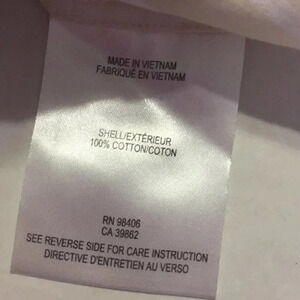 MADE IN VIETNAM
FABRIQUÉ EN VIETNAM
SHELL/EXTÉRIEUR
100% COTTON/COTON
RN 98406
CA 39862
SEE REVERSE SIDE FOR CARE INSTRUCTION
DIRECTIVE D'ENTRETIEN AU VERSO